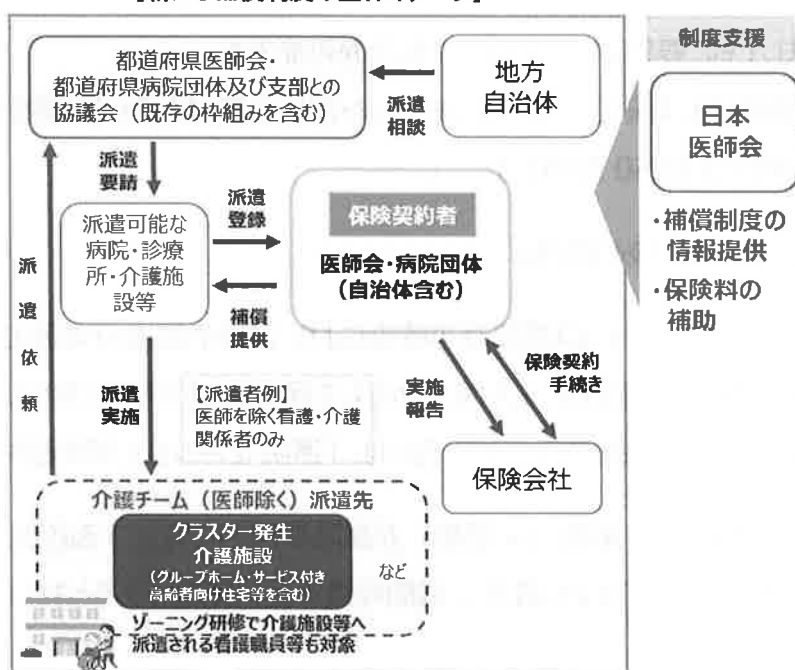 制度支援
都道府県医師会・
都道府県病院団体及び支部との
協議会（既存の枠組みを含む）
派遣
相談
地方
自治体
日本
医師会
・補償制度の
情報提供
・保険料の
補助
派遣
要請
派遣可能な
病院・診療
所・介護施
設等
派遣
登録
補償
提供
保険契約者
医師会・病院団体
（自治体含む）
派遣依頼
派遣
実施
【派遣者例】
医師を除く看護・介護
関係者のみ
実施
報告
保険契約
手続き
保険会社
介護チーム（医師除く）派遣先
クラスター発生
介護施設
（グループホーム・サービス付き
高齢者向け住宅等を含む）
など
ゾーニング研修で介護施設等へ
派遣される看護職員等も対象